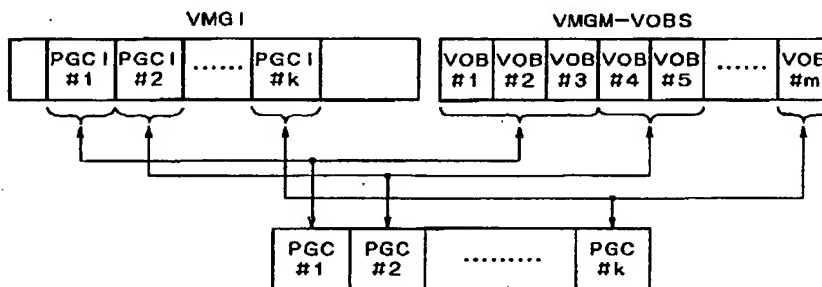 VMGI VMGM-VOBS
PGCI PGCI ...... PGCI VOB VOB VOB VOB VOB ...... VOB
#1 #2 #k #1 #2 #3 #4 #5 #m
PGC PGC ......... PGC
#1 #2 #k